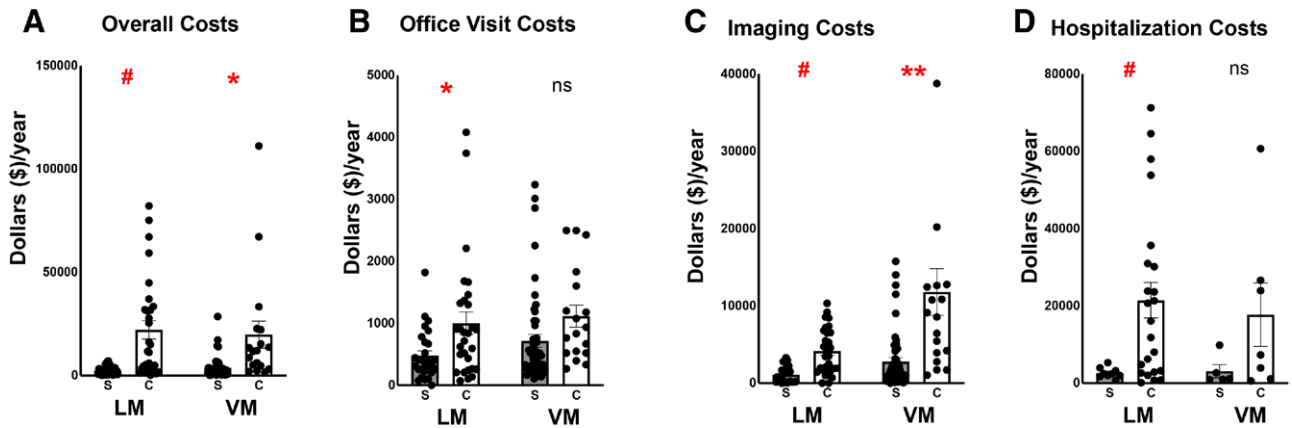 A Overall Costs
Dollars ($)/year
150000
100000
50000
0
#
*
S C S C
LM VM
B Office Visit Costs
Dollars ($)/year
5000
4000
3000
2000
1000
0
*
ns
S C S C
LM VM
C Imaging Costs
Dollars ($)/year
40000
30000
20000
10000
0
#
**
S C S C
LM VM
D Hospitalization Costs
Dollars ($)/year
80000
60000
40000
20000
0
#
ns
S C S C
LM VM